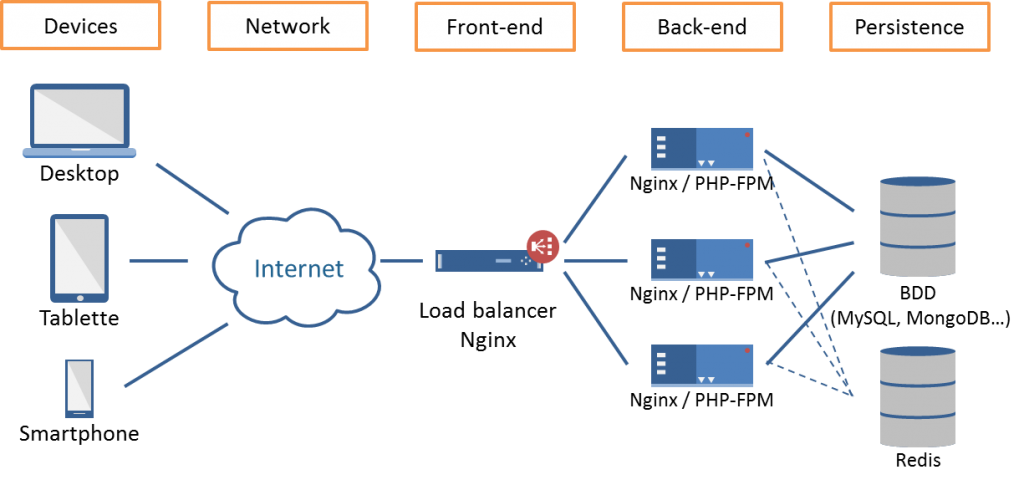 Devices
Network
Front-end
Back-end
Persistence
Desktop
Tablette
Smartphone
Internet
Load balancer
Nginx
Nginx / PHP-FPM
Nginx / PHP-FPM
Nginx / PHP-FPM
BDD
(MySQL, MongoDB...)
Redis